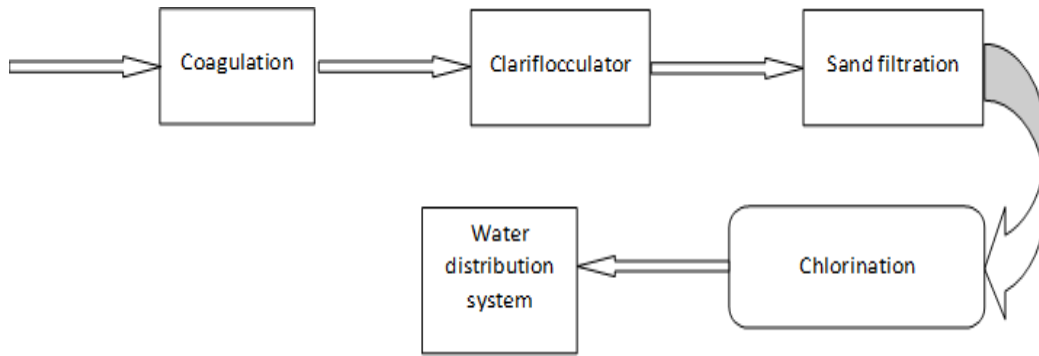 Coagulation
Clariflocculator
Sand filtration
Chlorination
Water
distribution
system